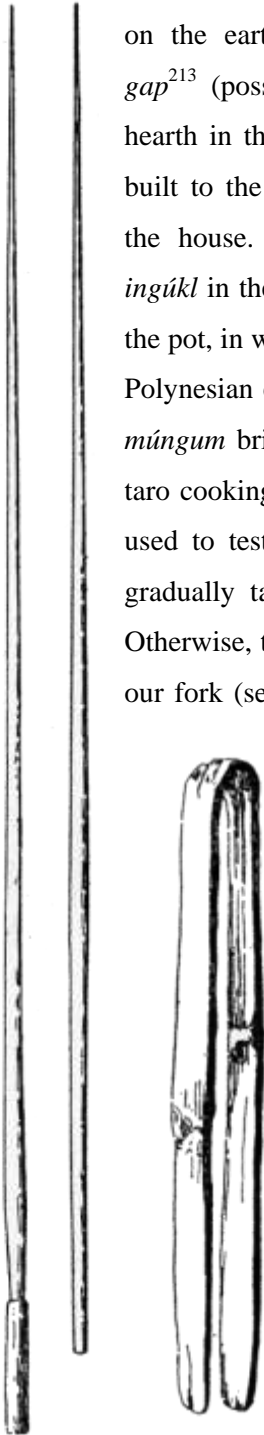 on the eart
gap²¹³ (poss
hearth in th
built to the
the house.
ingúkl in the
the pot, in w
Polynesian
múngum bri
taro cooking
used to test
gradually ta
Otherwise, t
our fork (se